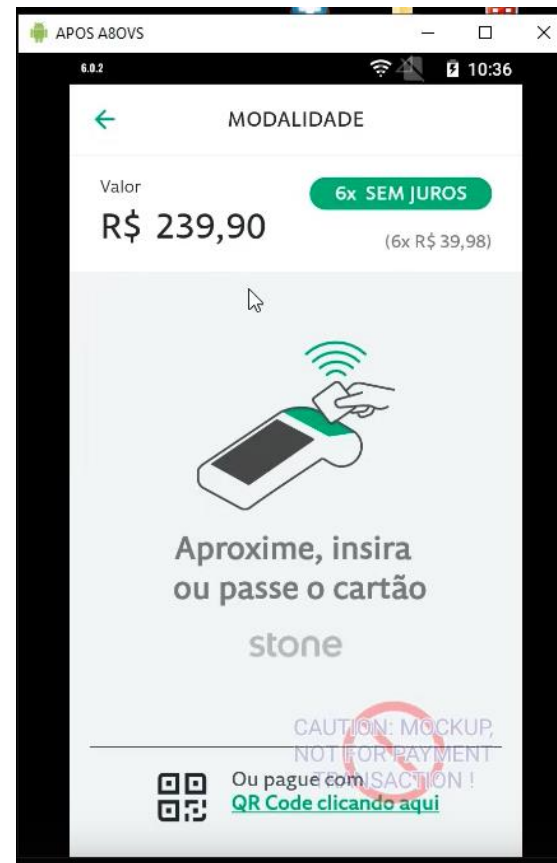 APOS A8OVS
6.0.2 10:36
MODALIDADE
Valor
6x SEM JUROS
R$ 239,90
(6x R$ 39,98)
Aproxime, insira
ou passe o cartão
stone
CAUTION: MOCKUP,
NOT FOR PAYMENT
TRANSACTION !
Ou pague com
QR Code clicando aqui